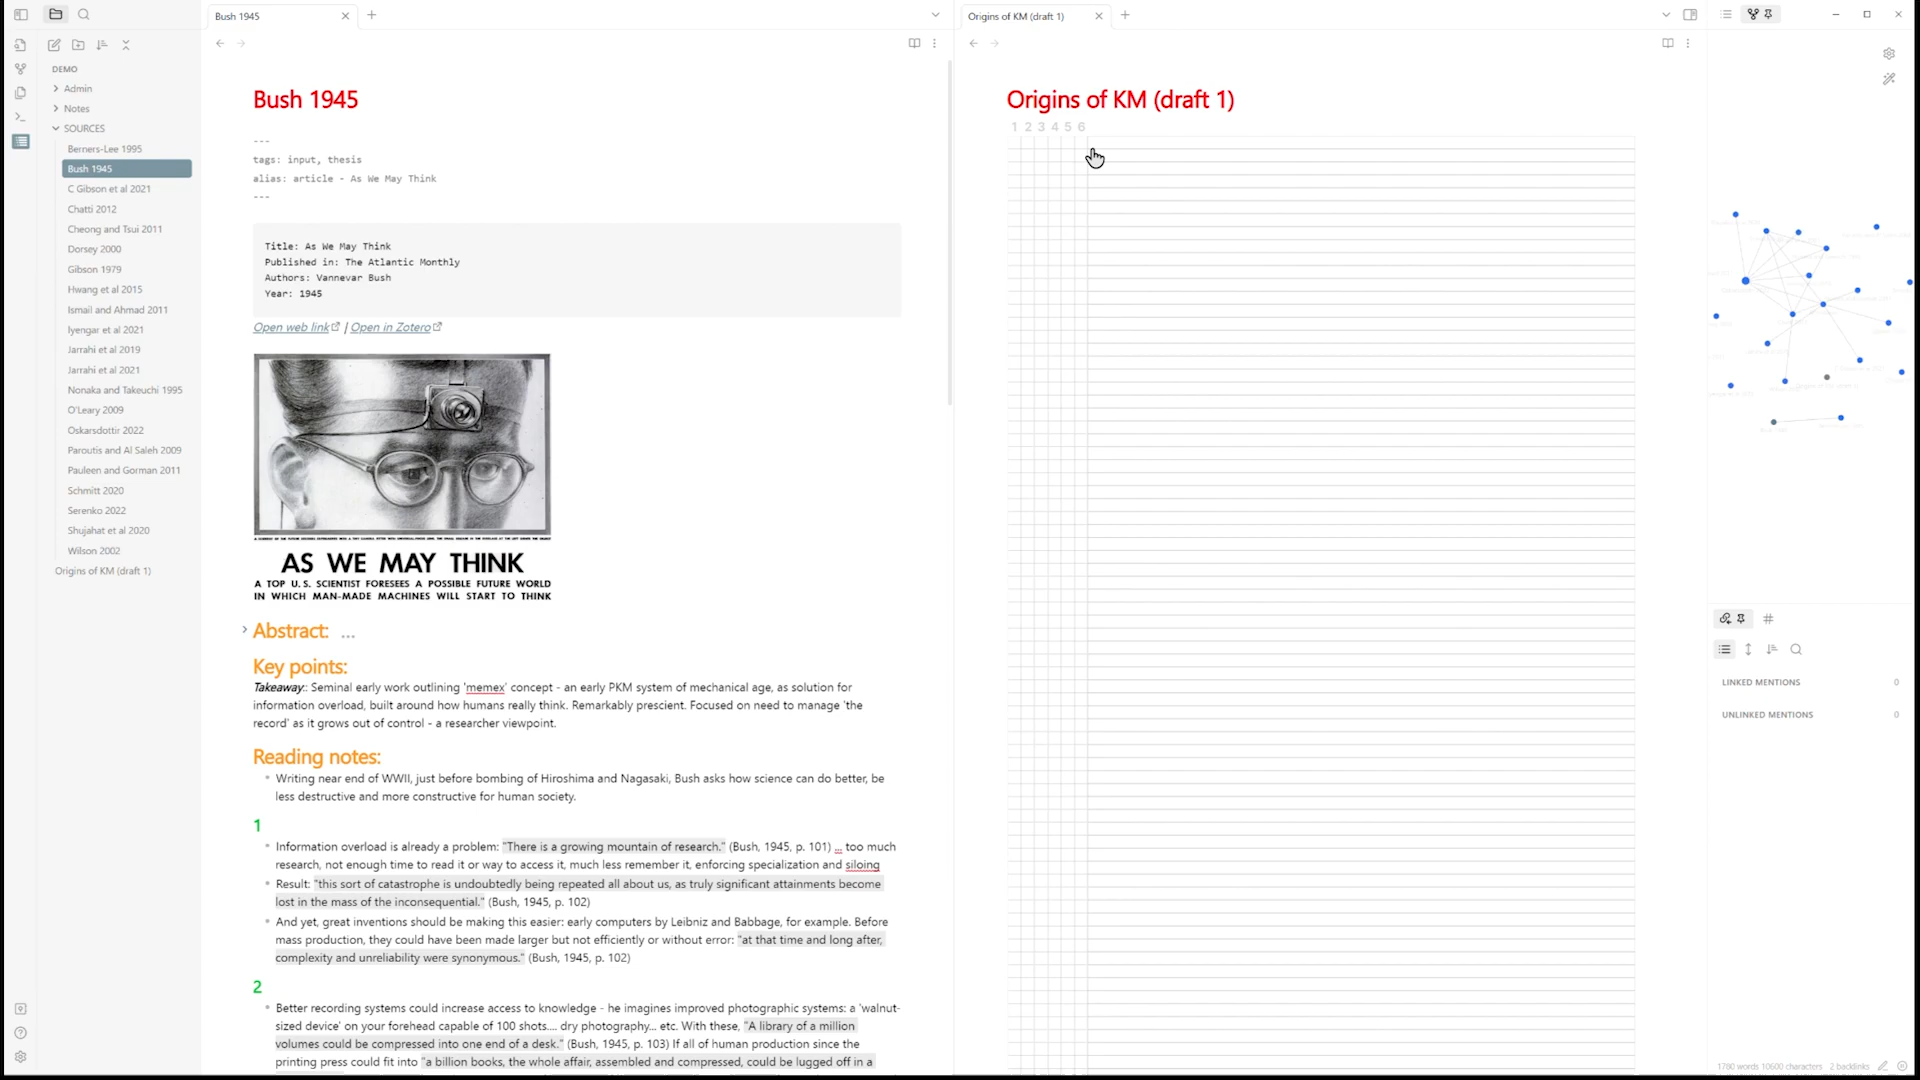 Bush 1945
Origins of KM (draft 1)
DEMO
Admin
Notes
SOURCES
Berners-Lee 1995
Bush 1945
C Gibson et al 2021
Chatti 2012
Cheong and Tsui 2011
Dorsey 2000
Gibson 1979
Hwang et al 2015
Ismail and Ahmad 2011
Iyengar et al 2021
Jarrahi et al 2019
Jarrahi et al 2021
Nonaka and Takeuchi 1995
O'Leary 2009
Oskarsdottir 2022
Paroutis and Al Saleh 2009
Pauleen and Gorman 2011
Schmitt 2020
Serenko 2022
Shujahat et al 2020
Wilson 2002
Origins of KM (draft 1)
Bush 1945
---
tags: input, thesis
alias: article - As We May Think
---
Title: As We May Think
Published in: The Atlantic Monthly
Authors: Vannevar Bush
Year: 1945
Open web link | Open in Zotero
AS WE MAY THINK
A TOP U.S. SCIENTIST FORESEES A POSSIBLE FUTURE WORLD
IN WHICH MAN-MADE MACHINES WILL START TO THINK
Abstract: ...
Key points:
Takeaway:: Seminal early work outlining 'memex' concept - an early PKM system of mechanical age, as solution for
information overload, built around how humans really think. Remarkably prescient. Focused on need to manage 'the
record' as it grows out of control - a researcher viewpoint.
Reading notes:
Writing near end of WWII, just before bombing of Hiroshima and Nagasaki, Bush asks how science can do better, be
less destructive and more constructive for human society.
1
Information overload is already a problem: "There is a growing mountain of research." (Bush, 1945, p. 101) ... too much
research, not enough time to read it or way to access it, much less remember it, enforcing specialization and siloing
Result: "this sort of catastrophe is undoubtedly being repeated all about us, as truly significant attainments become
lost in the mass of the inconsequential." (Bush, 1945, p. 102)
And yet, great inventions should be making this easier: early computers by Leibniz and Babbage, for example. Before
mass production, they could have been made larger but not efficiently or without error: "at that time and long after,
complexity and unreliability were synonymous." (Bush, 1945, p. 102)
2
Better recording systems could increase access to knowledge - he imagines improved photographic systems: a 'walnut-
sized device' on your forehead capable of 100 shots.... dry photography... etc. With these, "A library of a million
volumes could be compressed into one end of a desk." (Bush, 1945, p. 103) If all of human production since the
printing press could fit into "a billion books, the whole affair, assembled and compressed, could be lugged off in a
Origins of KM (draft 1)
1 2 3 4 5 6
LINKED MENTIONS 0
UNLINKED MENTIONS 0
1780 words 10600 characters 2 backlinks